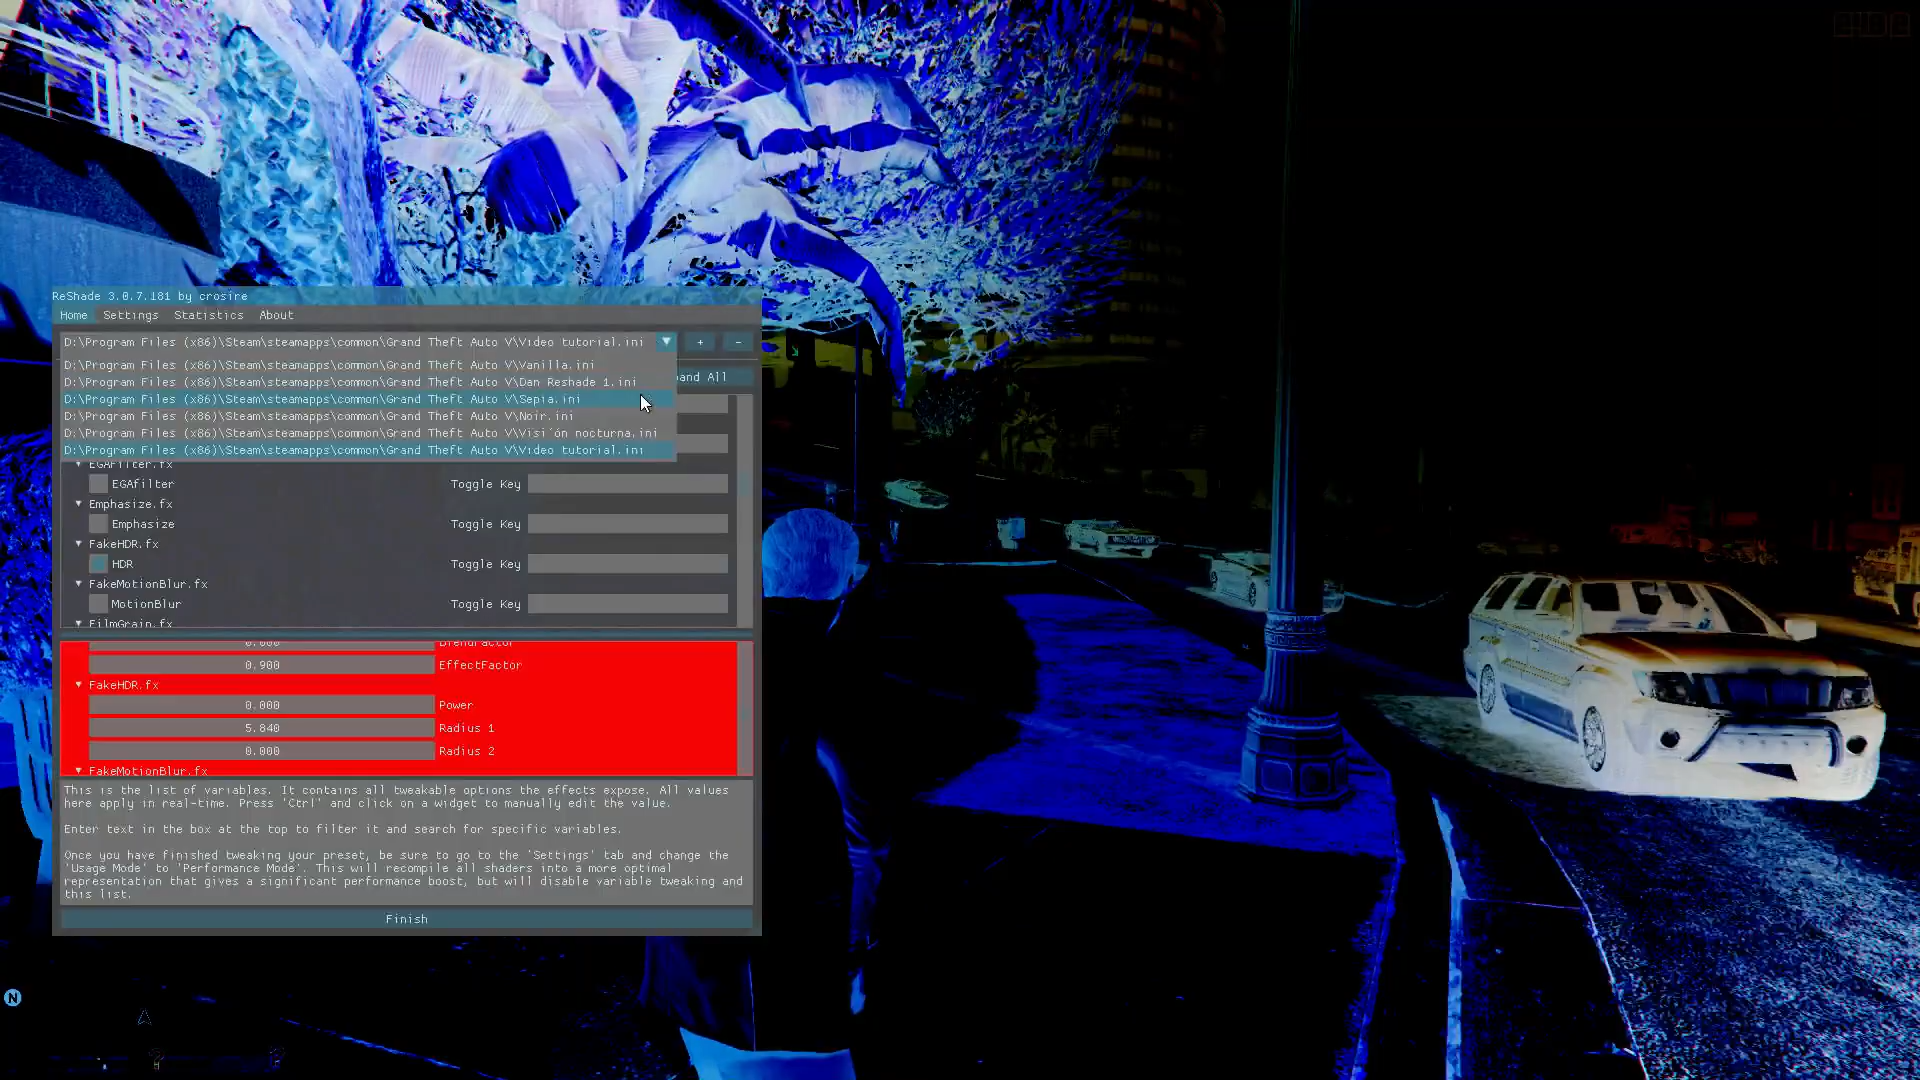 ReShade 3.0.7.181 by crosire
Home Settings Statistics About
D:\Program Files (x86)\Steam\steamapps\common\Grand Theft Auto V\Video tutorial.ini ▼ + -
D:\Program Files (x86)\Steam\steamapps\common\Grand Theft Auto V\Vanilla.ini
and All
D:\Program Files (x86)\Steam\steamapps\common\Grand Theft Auto V\Dan Reshade 1.ini
D:\Program Files (x86)\Steam\steamapps\common\Grand Theft Auto V\Sepia.ini
D:\Program Files (x86)\Steam\steamapps\common\Grand Theft Auto V\Noir.ini
D:\Program Files (x86)\Steam\steamapps\common\Grand Theft Auto V\Visión nocturna.ini
D:\Program Files (x86)\Steam\steamapps\common\Grand Theft Auto V\Video tutorial.ini
EGAFilter.fx
EGAfilter Toggle Key
Emphasize.fx
Emphasize Toggle Key
FakeHDR.fx
HDR Toggle Key
FakeMotionBlur.fx
MotionBlur Toggle Key
FilmGrain.fx
0.000 BlendFactor
0.900 EffectFactor
FakeHDR.fx
0.000 Power
5.840 Radius 1
0.000 Radius 2
FakeMotionBlur.fx
This is the list of variables. It contains all tweakable options the effects expose. All values
here apply in real-time. Press 'Ctrl' and click on a widget to manually edit the value.
Enter text in the box at the top to filter it and search for specific variables.
Once you have finished tweaking your preset, be sure to go to the 'Settings' tab and change the
'Usage Mode' to 'Performance Mode'. This will recompile all shaders into a more optimal
representation that gives a significant performance boost, but will disable variable tweaking and
this list.
Finish
N